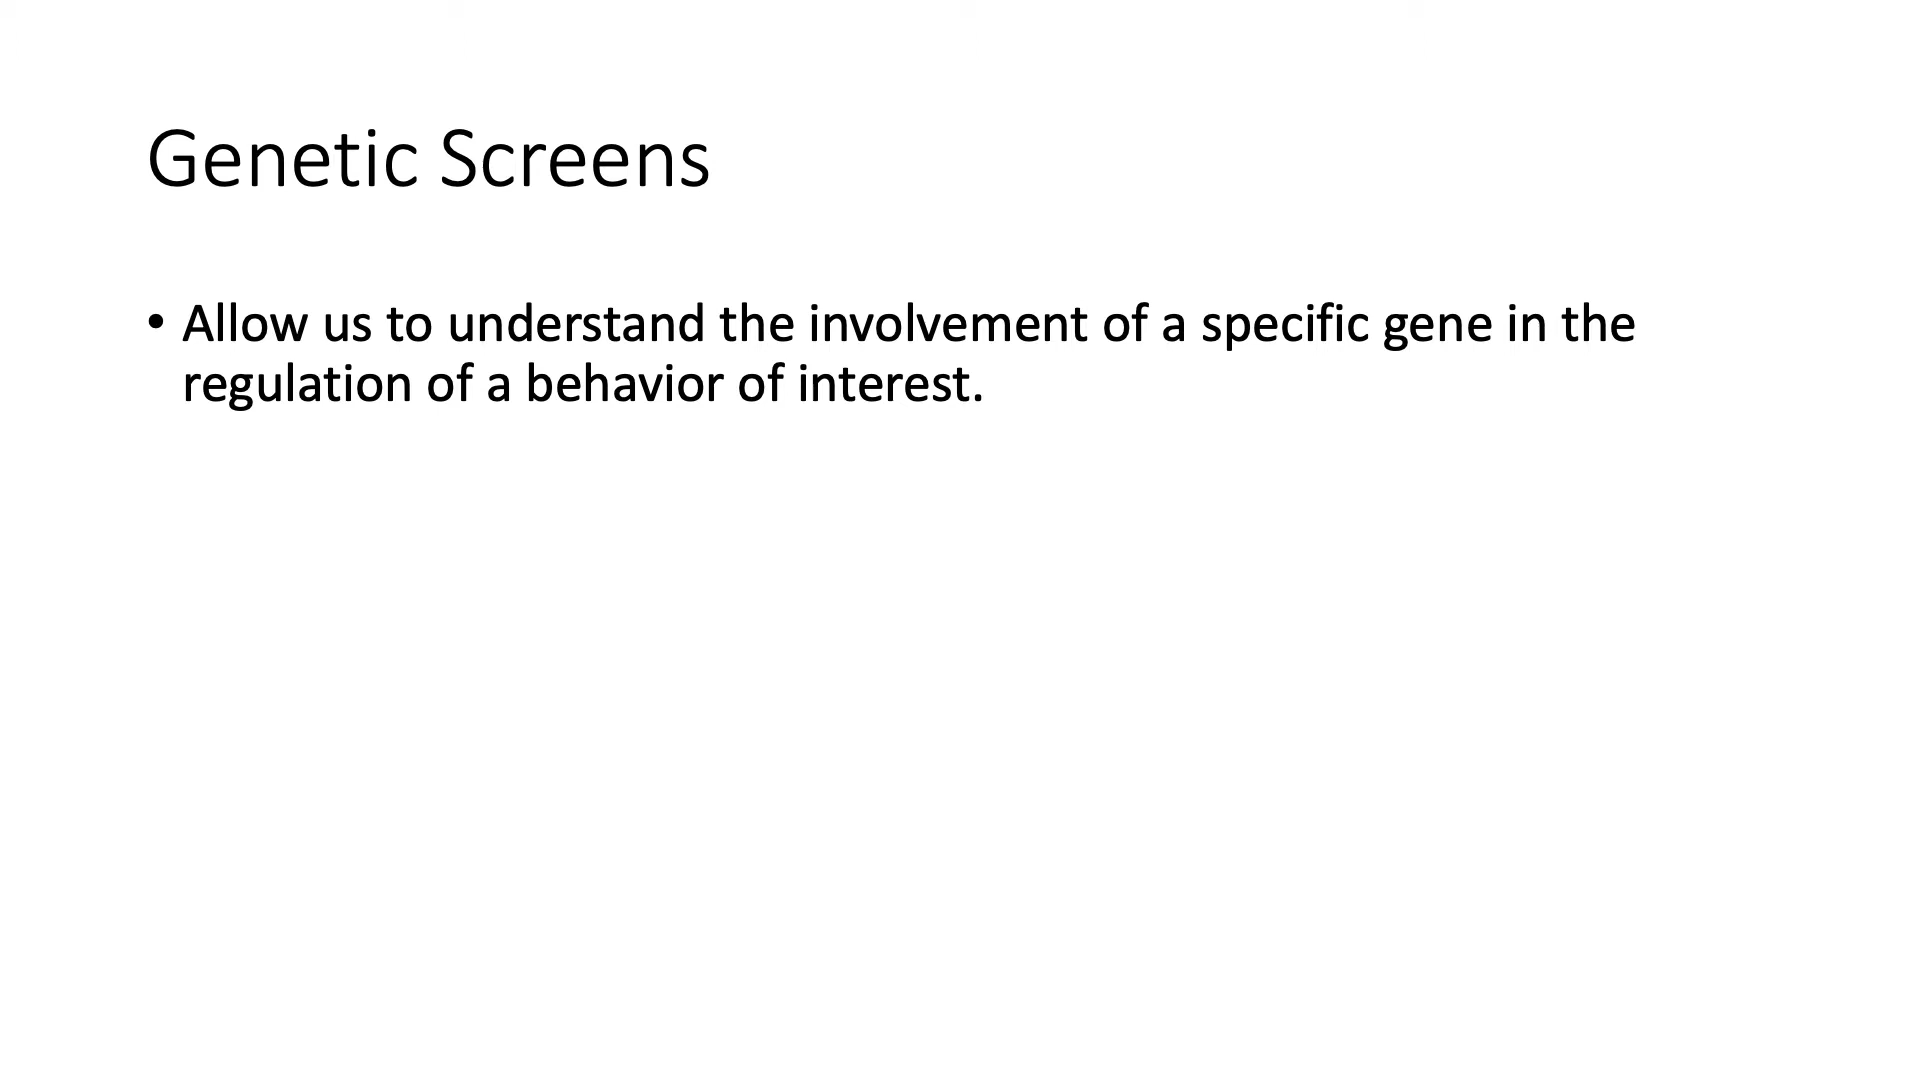 Genetic Screens
• Allow us to understand the involvement of a specific gene in the
regulation of a behavior of interest.